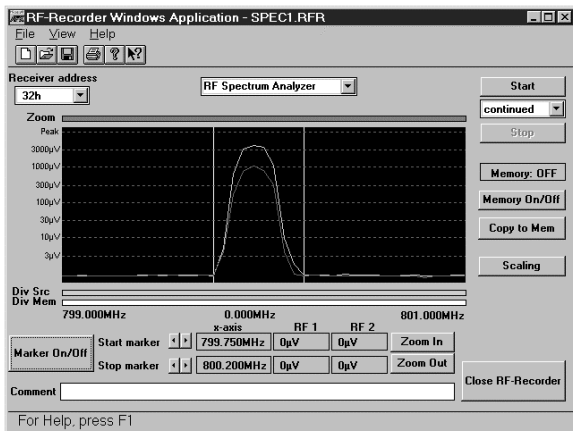 RF-Recorder Windows Application - SPEC1.RFR
File View Help
Receiver address
32h
RF Spectrum Analyzer
Start
continued
Stop
Zoom
Peak
3000µV
1000µV
300µV
100µV
30µV
10µV
3µV
Memory: OFF
Memory On/Off
Copy to Mem
Scaling
Div Src
Div Mem
799.000MHz 0.000MHz 801.000MHz
x-axis RF 1 RF 2
Marker On/Off
Start marker 799.750MHz 0µV 0µV Zoom In
Stop marker 800.200MHz 0µV 0µV Zoom Out
Close RF-Recorder
Comment
For Help, press F1